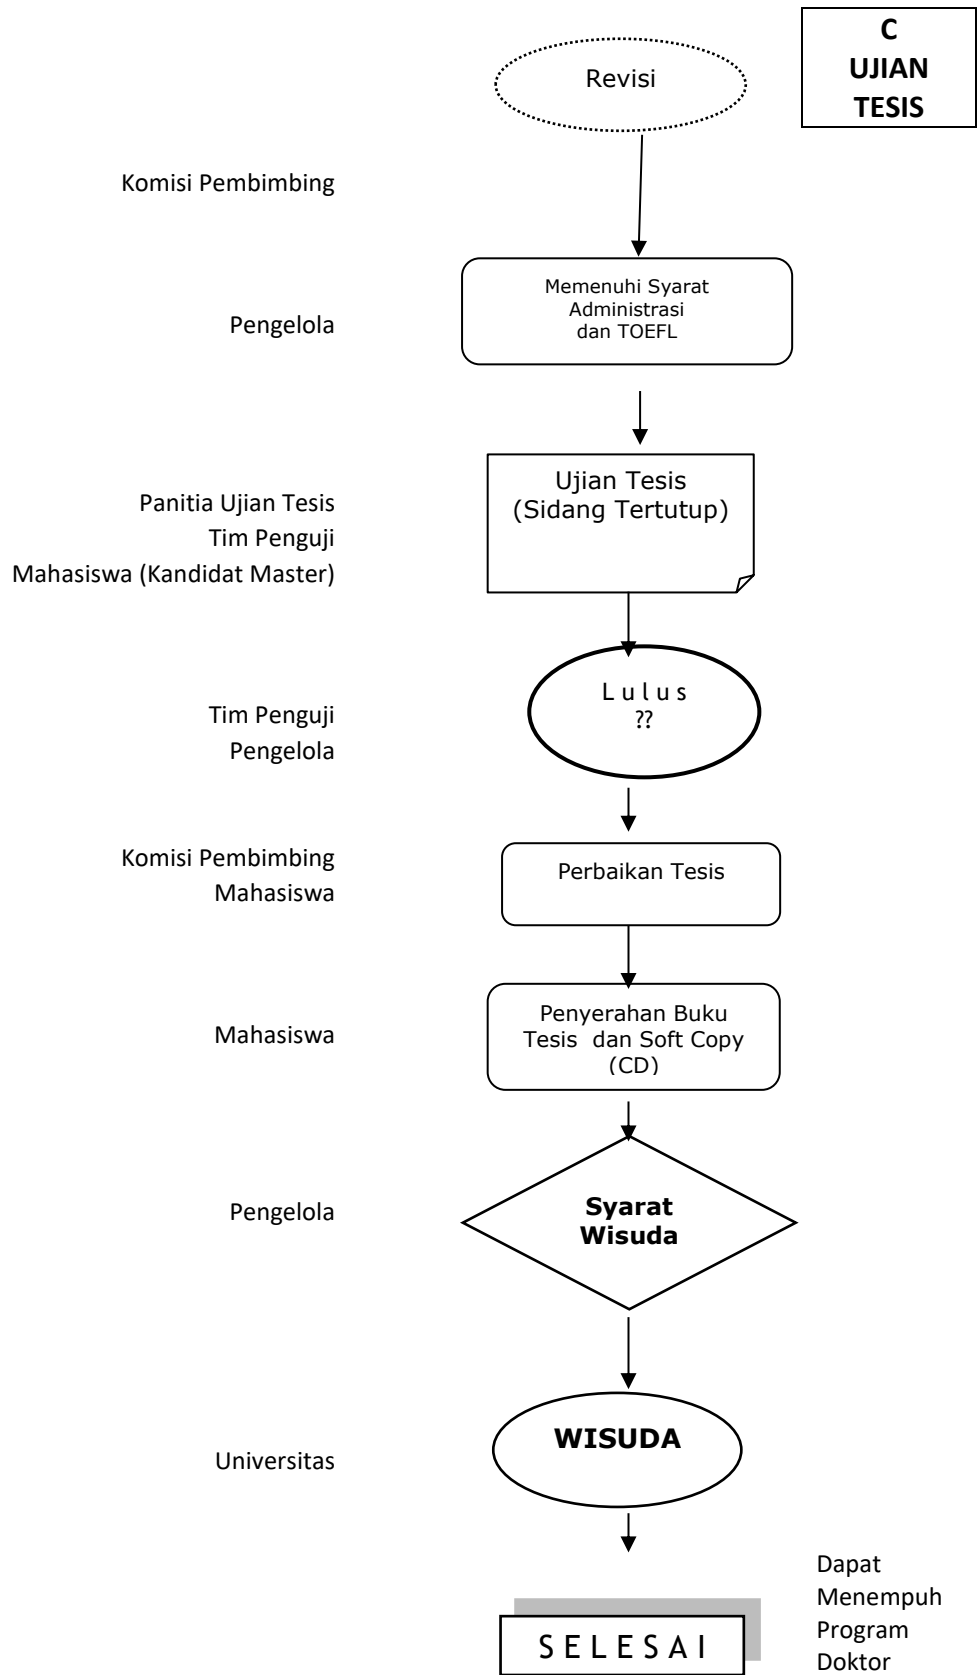 C
UJIAN
TESIS
Revisi
Komisi Pembimbing
Memenuhi Syarat
Administrasi
dan TOEFL
Pengelola
Ujian Tesis
(Sidang Tertutup)
Panitia Ujian Tesis
Tim Penguji
Mahasiswa (Kandidat Master)
L u l u s
??
Tim Penguji
Pengelola
Komisi Pembimbing
Mahasiswa
Perbaikan Tesis
Penyerahan Buku
Tesis dan Soft Copy
(CD)
Mahasiswa
Syarat
Wisuda
Pengelola
WISUDA
Universitas
Dapat
Menempuh
Program
Doktor
S E L E S A I